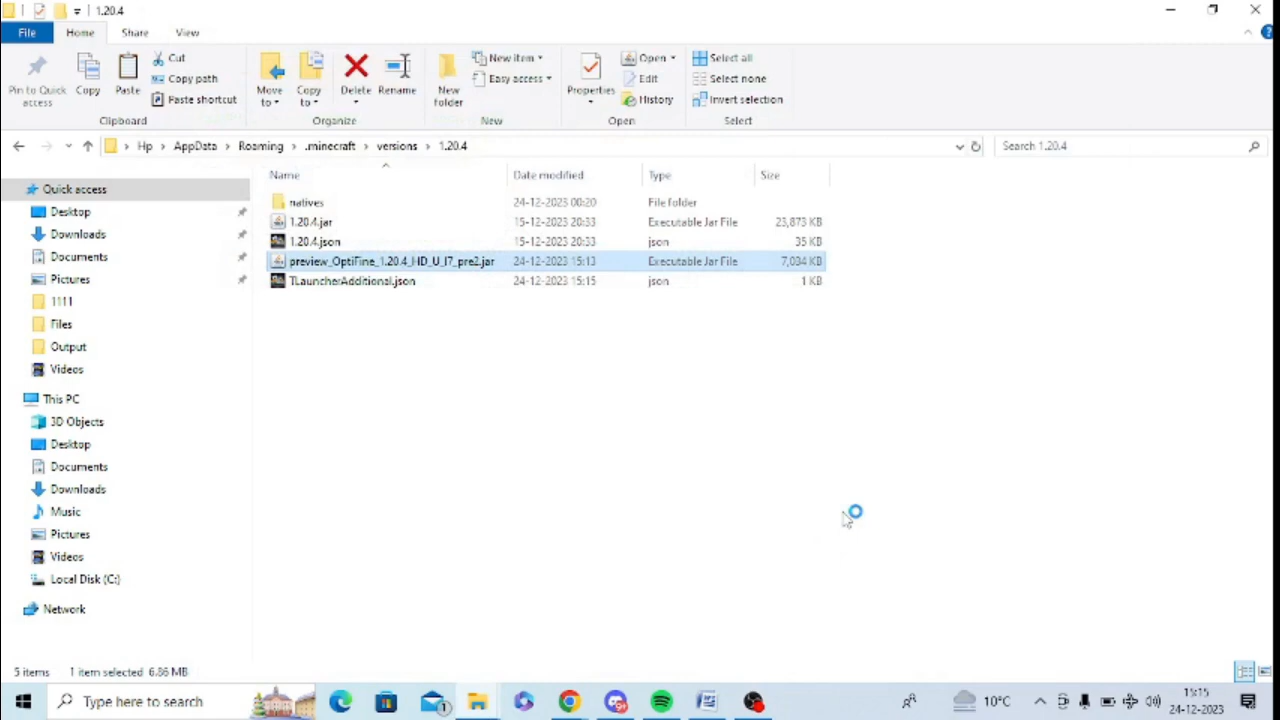 1.20.4
File Home Share View
Pin to Quick access
Copy
Paste
Cut
Copy path
Paste shortcut
Clipboard
Move to
Copy to
Delete
Rename
Organize
New folder
New item
Easy access
New
Properties
Open
Edit
History
Open
Select all
Select none
Invert selection
Select
Hp › AppData › Roaming › .minecraft › versions › 1.20.4
Search 1.20.4
Name Date modified Type Size
natives 24-12-2023 00:20 File folder
1.20.4.jar 15-12-2023 20:33 Executable Jar File 23,873 KB
1.20.4.json 15-12-2023 20:33 json 35 KB
preview_OptiFine_1.20.4_HD_U_I7_pre2.jar 24-12-2023 15:13 Executable Jar File 7,034 KB
TLauncherAdditional.json 24-12-2023 15:15 json 1 KB
Quick access
Desktop
Downloads
Documents
Pictures
1111
Files
Output
Videos
This PC
3D Objects
Desktop
Documents
Downloads
Music
Pictures
Videos
Local Disk (C:)
Network
5 items 1 item selected 6.86 MB
Type here to search
10°C
15:15
24-12-2023